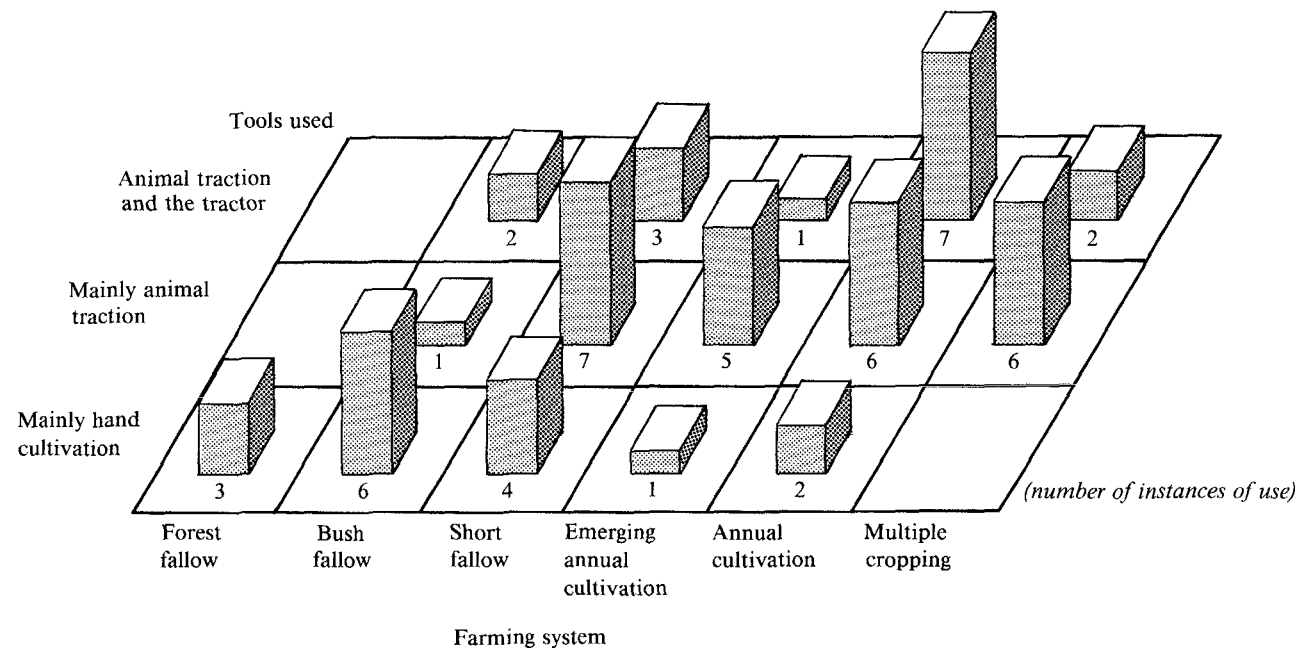 Tools used
Animal traction
and the tractor
2 3 1 7 2
Mainly animal
traction
1 7 5 6 6
Mainly hand
cultivation
3 6 4 1 2
(number of instances of use)
Forest
fallow
Bush
fallow
Short
fallow
Emerging
annual
cultivation
Annual
cultivation
Multiple
cropping
Farming system